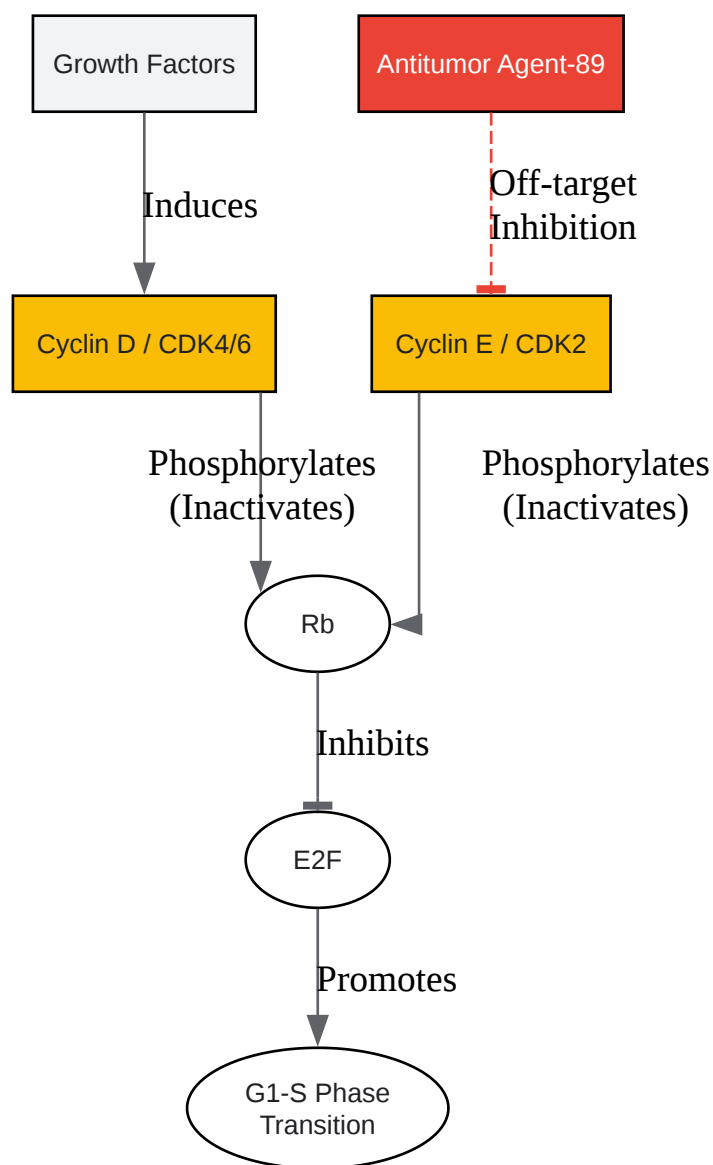 Growth Factors
Antitumor Agent-89
Induces
Off-target
Inhibition
Cyclin D / CDK4/6
Cyclin E / CDK2
Phosphorylates
(Inactivates)
Phosphorylates
(Inactivates)
Rb
Inhibits
E2F
Promotes
G1-S Phase
Transition